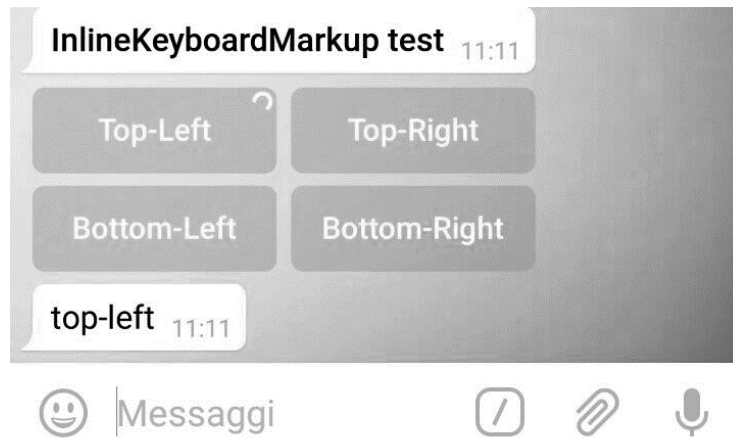 InlineKeyboardMarkup test 11:11
Top-Left Top-Right
Bottom-Left Bottom-Right
top-left 11:11
Messaggi